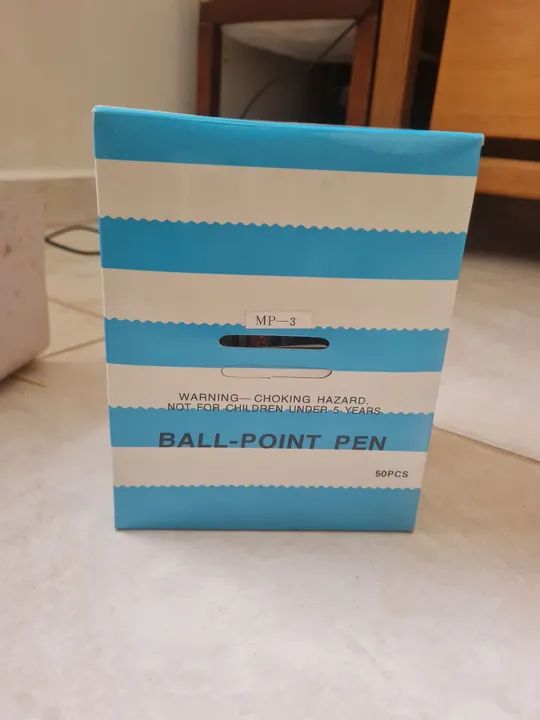 MP—3
WARNING— CHOKING HAZARD.
NOT FOR CHILDREN UNDER 5 YEARS
BALL-POINT PEN
50PCS